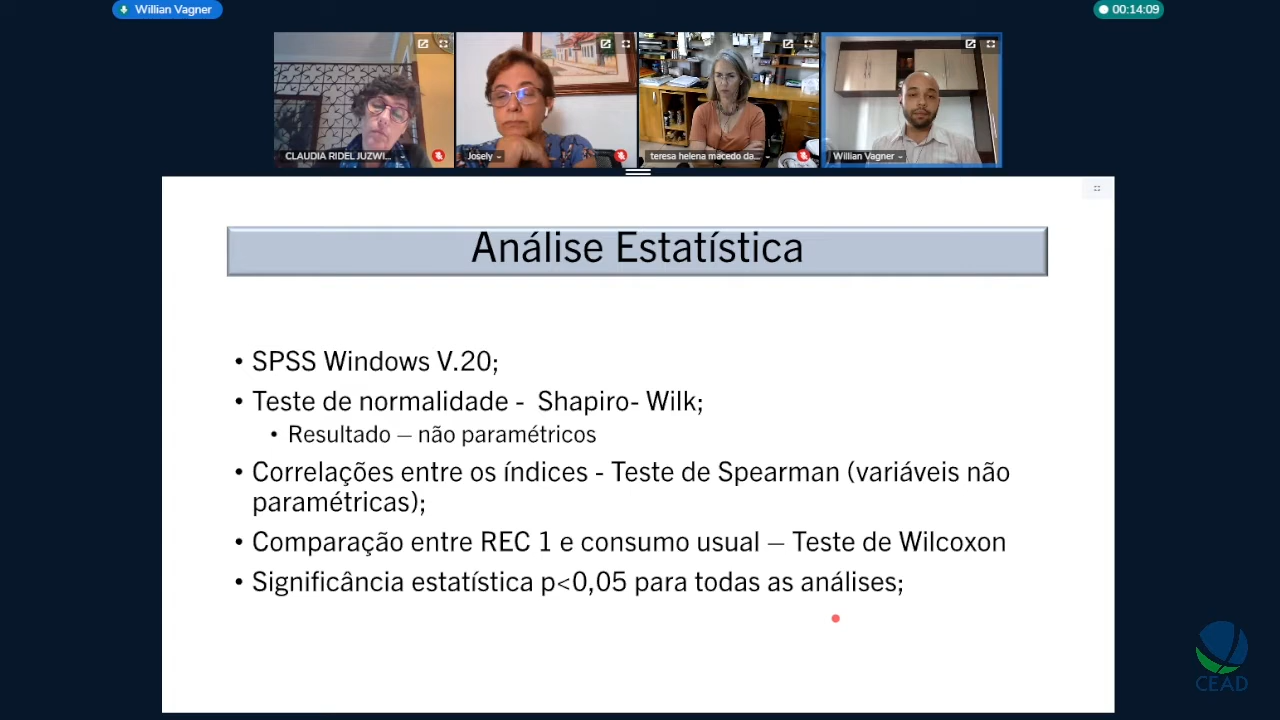 Willian Vagner
00:14:09
CLAUDIA RIDEL JUZWI...
Josely
teresa helena macedo da...
Willian Vagner
Análise Estatística
• SPSS Windows V.20;
• Teste de normalidade - Shapiro- Wilk;
• Resultado – não paramétricos
• Correlações entre os índices - Teste de Spearman (variáveis não
paramétricas);
• Comparação entre REC 1 e consumo usual – Teste de Wilcoxon
• Significância estatística p<0,05 para todas as análises;
CEAD